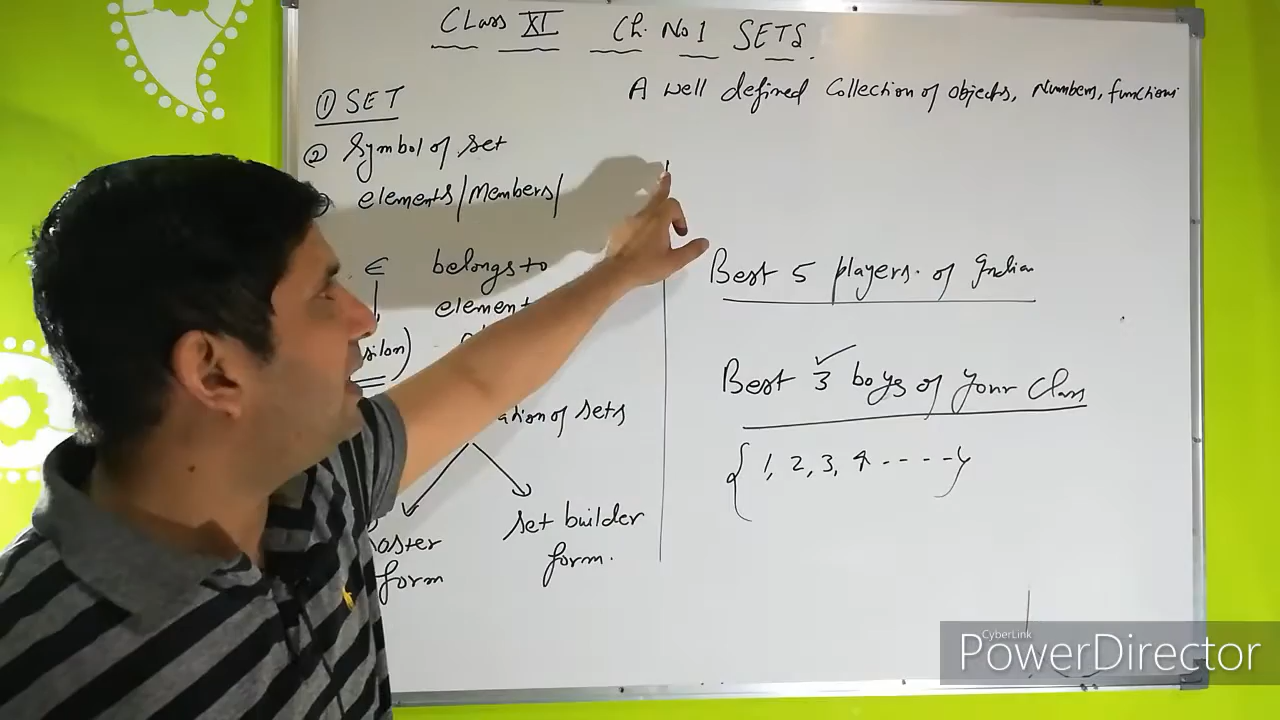 Class XI Ch. No 1 SETS.
① SET
② Symbol of set
elements/Members/
∈ belongs to
element
silon)
ation of sets
oster form
set builder form.
A well defined Collection of objects, Numbers, functions
Best 5 players. of India
Best 3 boys of your Class
{ 1, 2, 3, 4 ----}
CyberLink
PowerDirector